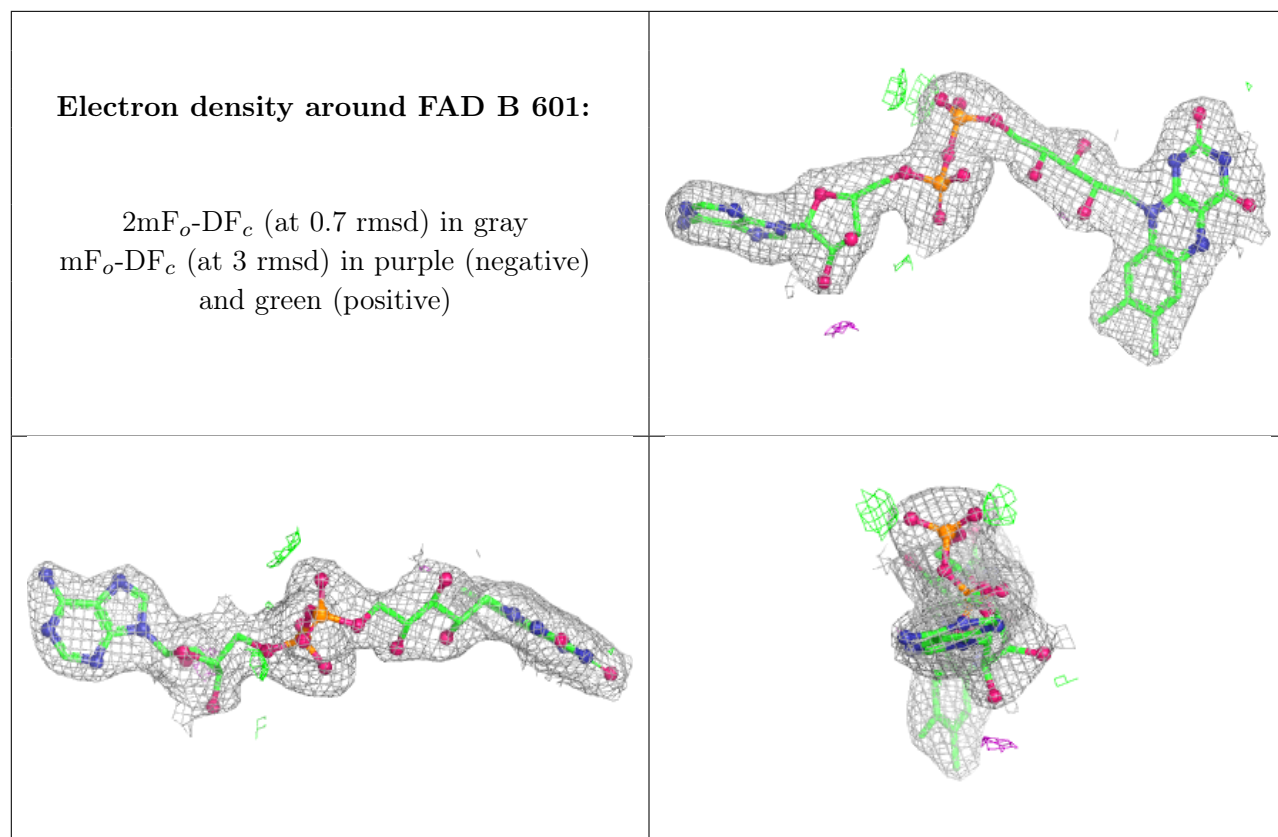 Electron density around FAD B 601:
2mFo-DFc (at 0.7 rmsd) in gray
mFo-DFc (at 3 rmsd) in purple (negative)
and green (positive)